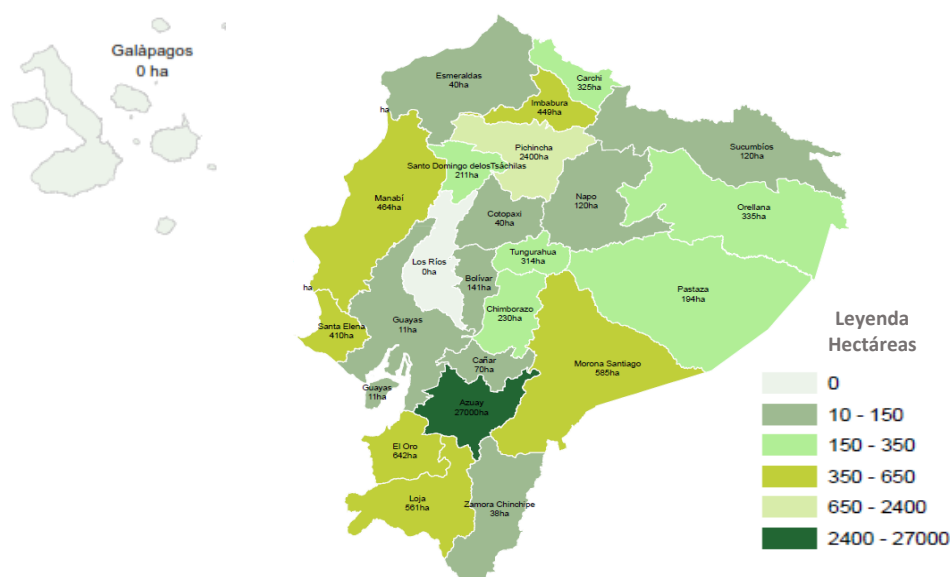 Galàpagos
0 ha
Esmeraldas
40ha
Carchi
325ha
Imbabura
449ha
ha
Pichincha
2400ha
Sucumbíos
120ha
Santo Domingo delosTsáchilas
211ha
Manabí
464ha
Napo
120ha
Orellana
335ha
Cotopaxi
40ha
Tungurahua
314ha
Los Ríos
0ha
Bolívar
141ha
ha
Pastaza
194ha
Chimborazo
230ha
Guayas
11ha
Santa Elena
410ha
Cañar
70ha
Morona Santiago
585ha
Guayas
11ha
Azuay
27000ha
El Oro
642ha
Loja
561ha
Zamora Chinchipe
38ha
Leyenda
Hectáreas
0
10 - 150
150 - 350
350 - 650
650 - 2400
2400 - 27000